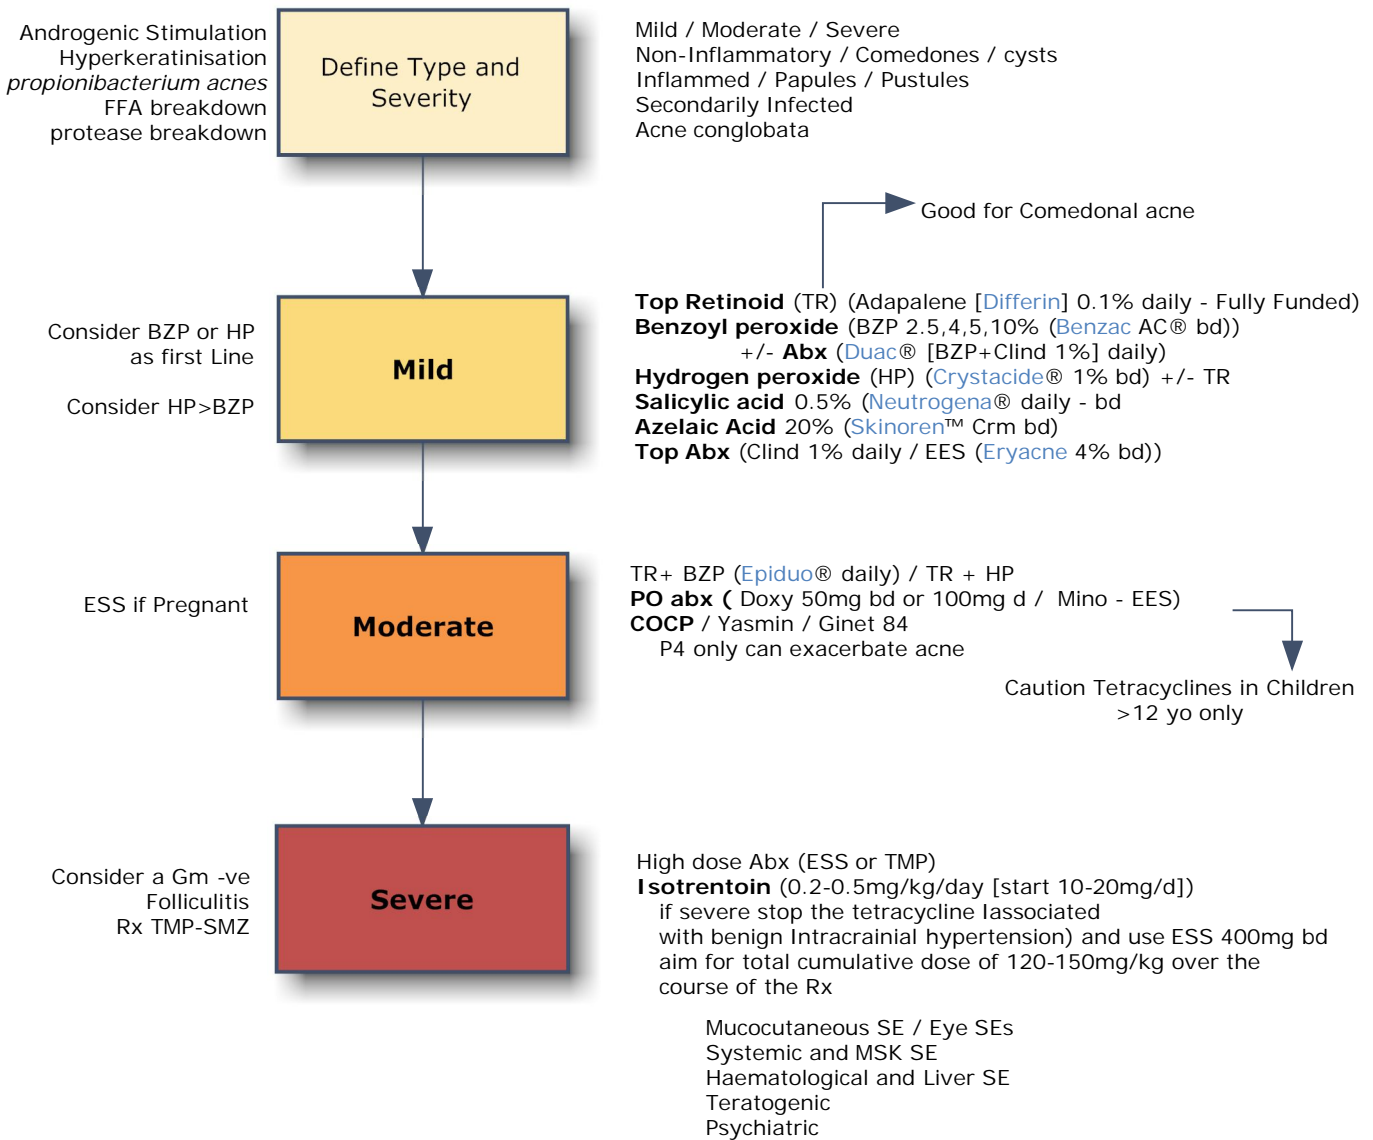 Androgenic Stimulation
Hyperkeratinisation
propionibacterium acnes
FFA breakdown
protease breakdown
Define Type and
Severity
Mild / Moderate / Severe
Non-Inflammatory / Comedones / cysts
Inflammed / Papules / Pustules
Secondarily Infected
Acne conglobata
Good for Comedonal acne
Consider BZP or HP
as first Line
Consider HP>BZP
Mild
Top Retinoid (TR) (Adapalene [Differin] 0.1% daily - Fully Funded)
Benzoyl peroxide (BZP 2.5,4,5,10% (Benzac AC® bd))
+/- Abx (Duac® [BZP+Clind 1%] daily)
Hydrogen peroxide (HP) (Crystacide® 1% bd) +/- TR
Salicylic acid 0.5% (Neutrogena® daily - bd
Azelaic Acid 20% (Skinoren™ Crm bd)
Top Abx (Clind 1% daily / EES (Eryacne 4% bd))
ESS if Pregnant
Moderate
TR+ BZP (Epiduo® daily) / TR + HP
PO abx ( Doxy 50mg bd or 100mg d / Mino - EES)
COCP / Yasmin / Ginet 84
P4 only can exacerbate acne
Caution Tetracyclines in Children
>12 yo only
Consider a Gm -ve
Folliculitis
Rx TMP-SMZ
Severe
High dose Abx (ESS or TMP)
Isotrentoin (0.2-0.5mg/kg/day [start 10-20mg/d])
if severe stop the tetracycline Iassociated
with benign Intracrainial hypertension) and use ESS 400mg bd
aim for total cumulative dose of 120-150mg/kg over the
course of the Rx
Mucocutaneous SE / Eye SEs
Systemic and MSK SE
Haematological and Liver SE
Teratogenic
Psychiatric